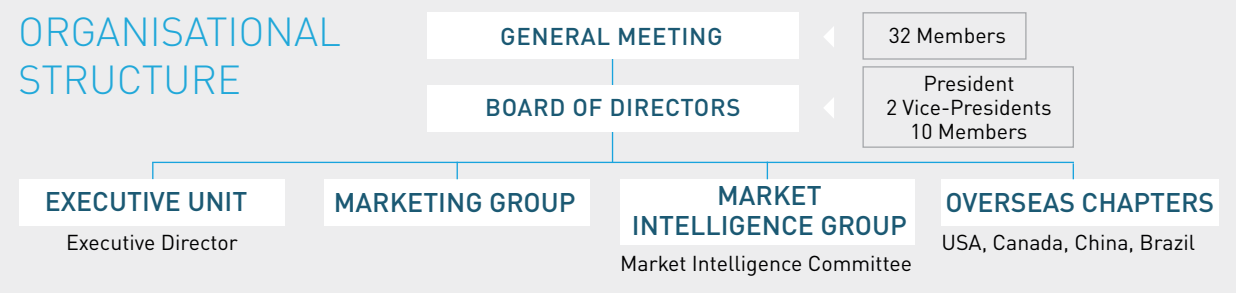 ORGANISATIONAL
STRUCTURE
GENERAL MEETING
32 Members
BOARD OF DIRECTORS
President
2 Vice-Presidents
10 Members
EXECUTIVE UNIT
Executive Director
MARKETING GROUP
MARKET
INTELLIGENCE GROUP
Market Intelligence Committee
OVERSEAS CHAPTERS
USA, Canada, China, Brazil